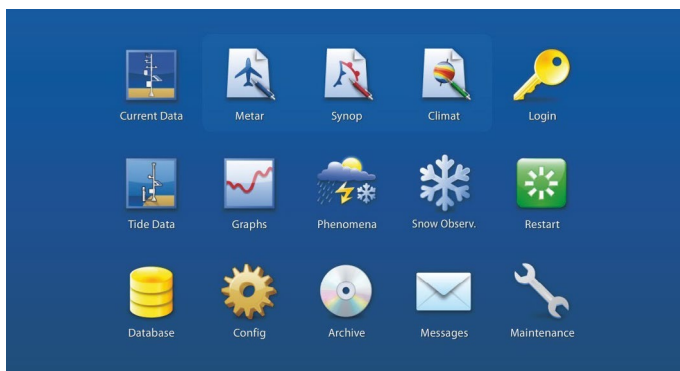 Current Data
Metar
Synop
Climat
Login
Tide Data
Graphs
Phenomena
Snow Observ.
Restart
Database
Config
Archive
Messages
Maintenance